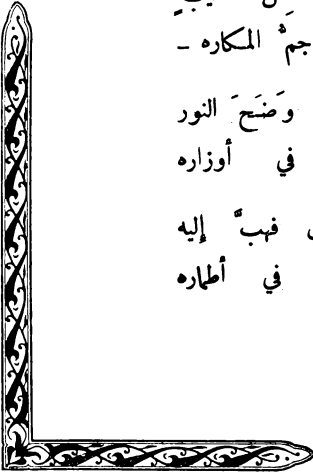 جمُّ المكاره –
وَضَحَ النور
في أوزاره
فهبَّ إليه
في أطماره